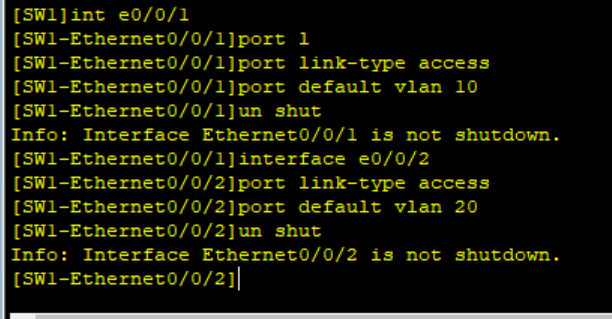 [SW1]int e0/0/1
[SW1-Ethernet0/0/1]port l
[SW1-Ethernet0/0/1]port link-type access
[SW1-Ethernet0/0/1]port default vlan 10
[SW1-Ethernet0/0/1]un shut
Info: Interface Ethernet0/0/1 is not shutdown.
[SW1-Ethernet0/0/1]interface e0/0/2
[SW1-Ethernet0/0/2]port link-type access
[SW1-Ethernet0/0/2]port default vlan 20
[SW1-Ethernet0/0/2]un shut
Info: Interface Ethernet0/0/2 is not shutdown.
[SW1-Ethernet0/0/2]